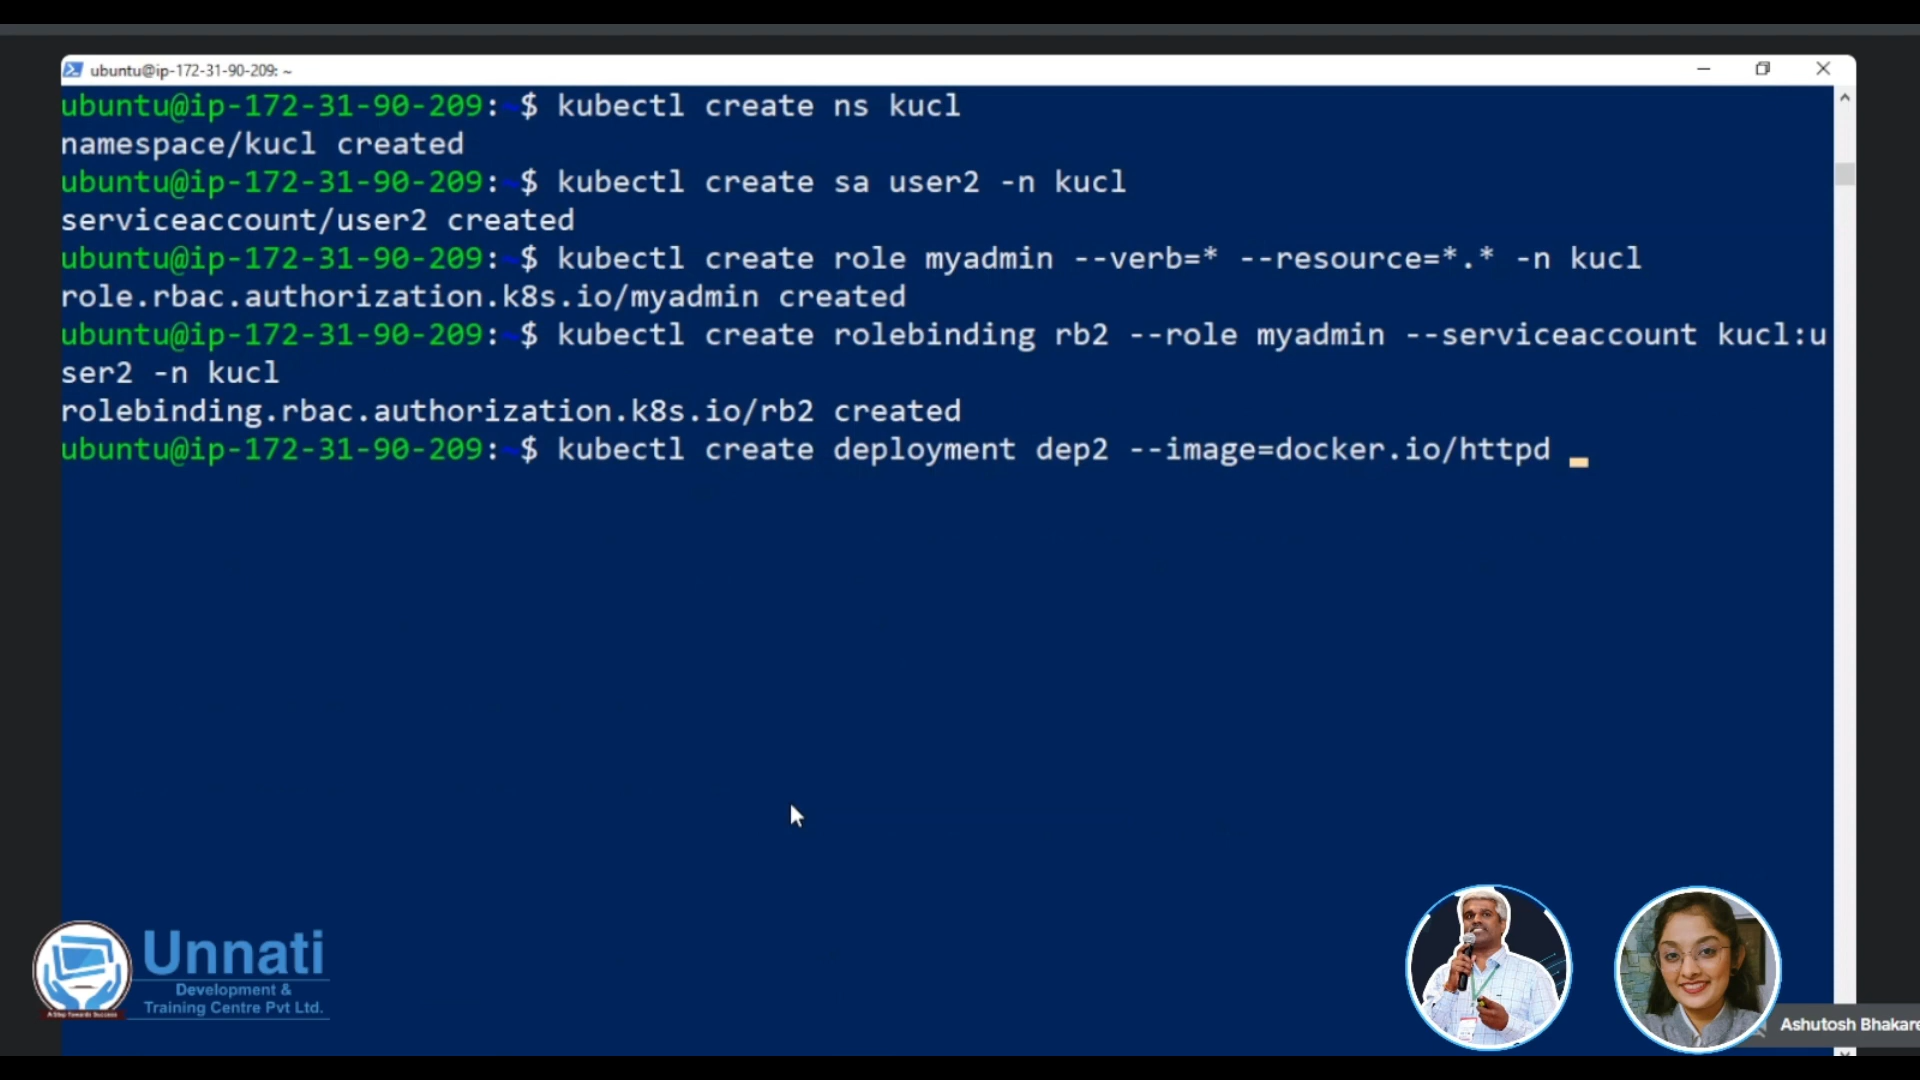 ubuntu@ip-172-31-90-209: ~
ubuntu@ip-172-31-90-209:~$ kubectl create ns kucl
namespace/kucl created
ubuntu@ip-172-31-90-209:~$ kubectl create sa user2 -n kucl
serviceaccount/user2 created
ubuntu@ip-172-31-90-209:~$ kubectl create role myadmin --verb=* --resource=*.* -n kucl
role.rbac.authorization.k8s.io/myadmin created
ubuntu@ip-172-31-90-209:~$ kubectl create rolebinding rb2 --role myadmin --serviceaccount kucl:u
ser2 -n kucl
rolebinding.rbac.authorization.k8s.io/rb2 created
ubuntu@ip-172-31-90-209:~$ kubectl create deployment dep2 --image=docker.io/httpd
Unnati
Development &
Training Centre Pvt Ltd.
A Step Towards Success
Ashutosh Bhakare